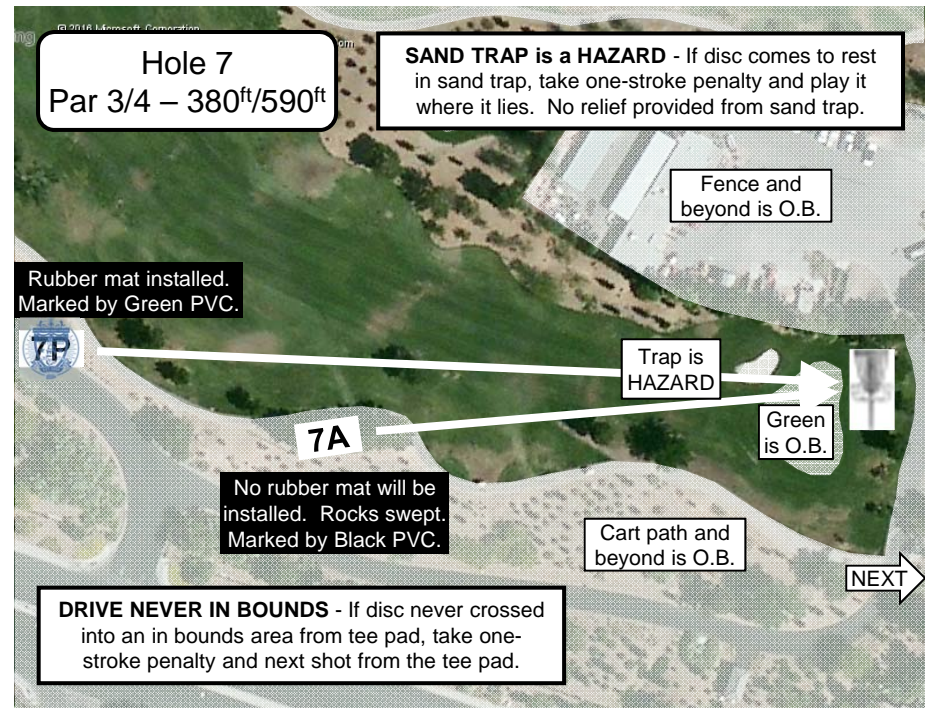 © 2016 Microsoft Corporation
Hole 7
Par 3/4 – 380ft/590ft
SAND TRAP is a HAZARD - If disc comes to rest
in sand trap, take one-stroke penalty and play it
where it lies. No relief provided from sand trap.
Fence and
beyond is O.B.
Rubber mat installed.
Marked by Green PVC.
7P
Trap is
HAZARD
Green
is O.B.
7A
No rubber mat will be
installed. Rocks swept.
Marked by Black PVC.
Cart path and
beyond is O.B.
NEXT
DRIVE NEVER IN BOUNDS - If disc never crossed
into an in bounds area from tee pad, take one-
stroke penalty and next shot from the tee pad.